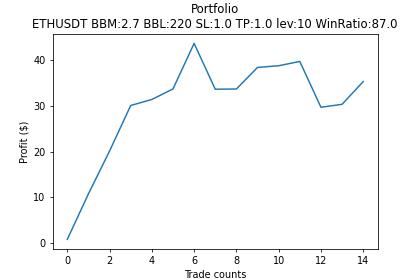 Portfolio
ETHUSDT BBM:2.7 BBL:220 SL:1.0 TP:1.0 lev:10 WinRatio:87.0
40
30
20
10
0
Profit ($)
0 2 4 6 8 10 12 14
Trade counts